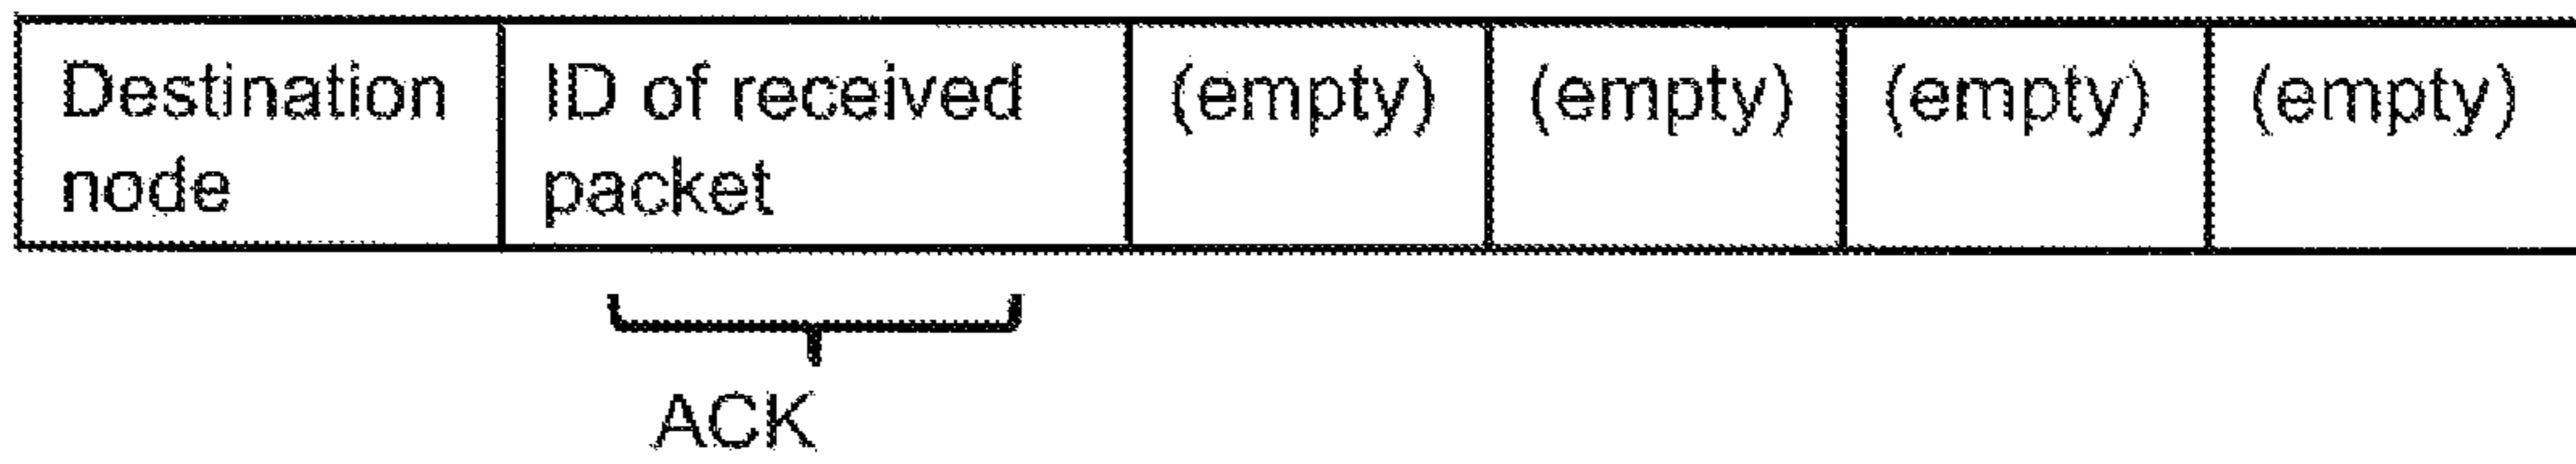 Destination
node
ID of received
packet
(empty)
(empty)
(empty)
(empty)
ACK